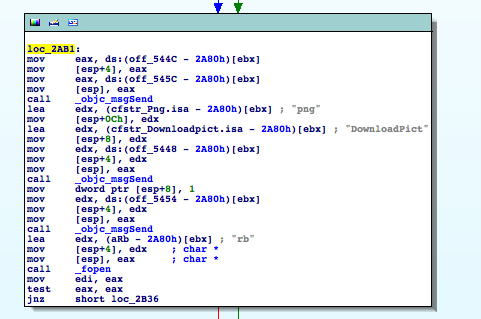 loc_2AB1:
mov eax, ds:(off_544C - 2A80h)[ebx]
mov [esp+4], eax
mov eax, ds:(off_545C - 2A80h)[ebx]
mov [esp], eax
call _objc_msgSend
lea edx, (cfstr_Png.isa - 2A80h)[ebx] ; "png"
mov [esp+0Ch], edx
lea edx, (cfstr_Downloadpict.isa - 2A80h)[ebx] ; "DownloadPict"
mov [esp+8], edx
mov edx, ds:(off_5448 - 2A80h)[ebx]
mov [esp+4], edx
mov [esp], eax
call _objc_msgSend
mov dword ptr [esp+8], 1
mov edx, ds:(off_5454 - 2A80h)[ebx]
mov [esp+4], edx
mov [esp], eax
call _objc_msgSend
lea edx, (aRb - 2A80h)[ebx] ; "rb"
mov [esp+4], edx ; char *
mov [esp], eax ; char *
call _fopen
mov edi, eax
test eax, eax
jnz short loc_2B36